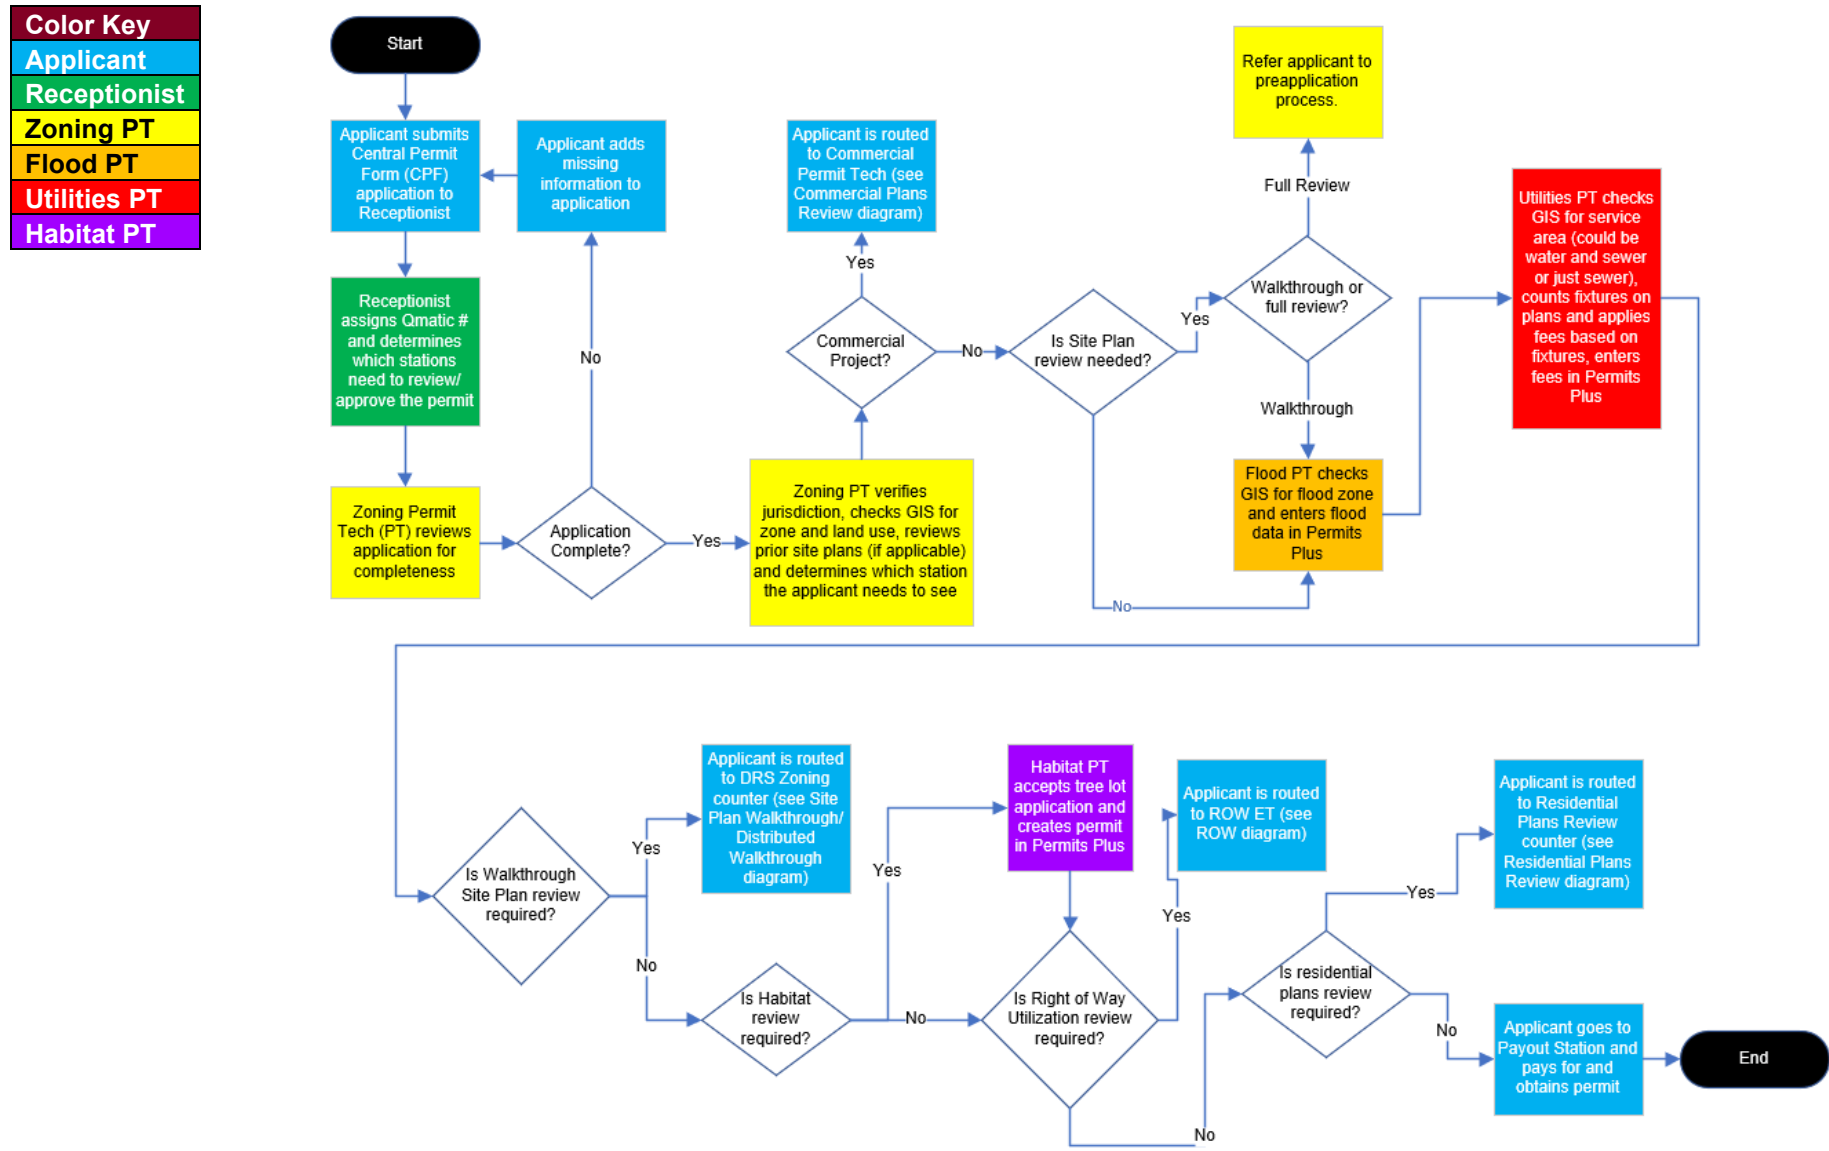 Color Key
Applicant
Receptionist
Zoning PT
Flood PT
Utilities PT
Habitat PT
Start
Applicant submits
Central Permit
Form (CPF)
application to
Receptionist
Applicant adds
missing
information to
application
Receptionist
assigns Qmatic #
and determines
which stations
need to review/
approve the permit
Zoning Permit
Tech (PT) reviews
application for
completeness
Application
Complete?
No
Yes
Zoning PT verifies
jurisdiction, checks GIS for
zone and land use, reviews
prior site plans (if applicable)
and determines which station
the applicant needs to see
Commercial
Project?
Yes
Applicant is routed
to Commercial
Permit Tech (see
Commercial Plans
Review diagram)
No
Is Site Plan
review needed?
Yes
No
Walkthrough or
full review?
Full Review
Refer applicant to
preapplication
process.
Walkthrough
Flood PT checks
GIS for flood zone
and enters flood
data in Permits
Plus
Utilities PT checks
GIS for service
area (could be
water and sewer
or just sewer),
counts fixtures on
plans and applies
fees based on
fixtures, enters
fees in Permits
Plus
Is Walkthrough
Site Plan review
required?
Yes
Applicant is routed
to DRS Zoning
counter (see Site
Plan Walkthrough/
Distributed
Walkthrough
diagram)
No
Is Habitat
review
required?
Yes
Habitat PT
accepts tree lot
application and
creates permit
in Permits Plus
No
Is Right of Way
Utilization review
required?
Yes
Applicant is routed
to ROW ET (see
ROW diagram)
No
Is residential
plans review
required?
Yes
Applicant is routed
to Residential
Plans Review
counter (see
Residential Plans
Review diagram)
No
Applicant goes to
Payout Station and
pays for and
obtains permit
End